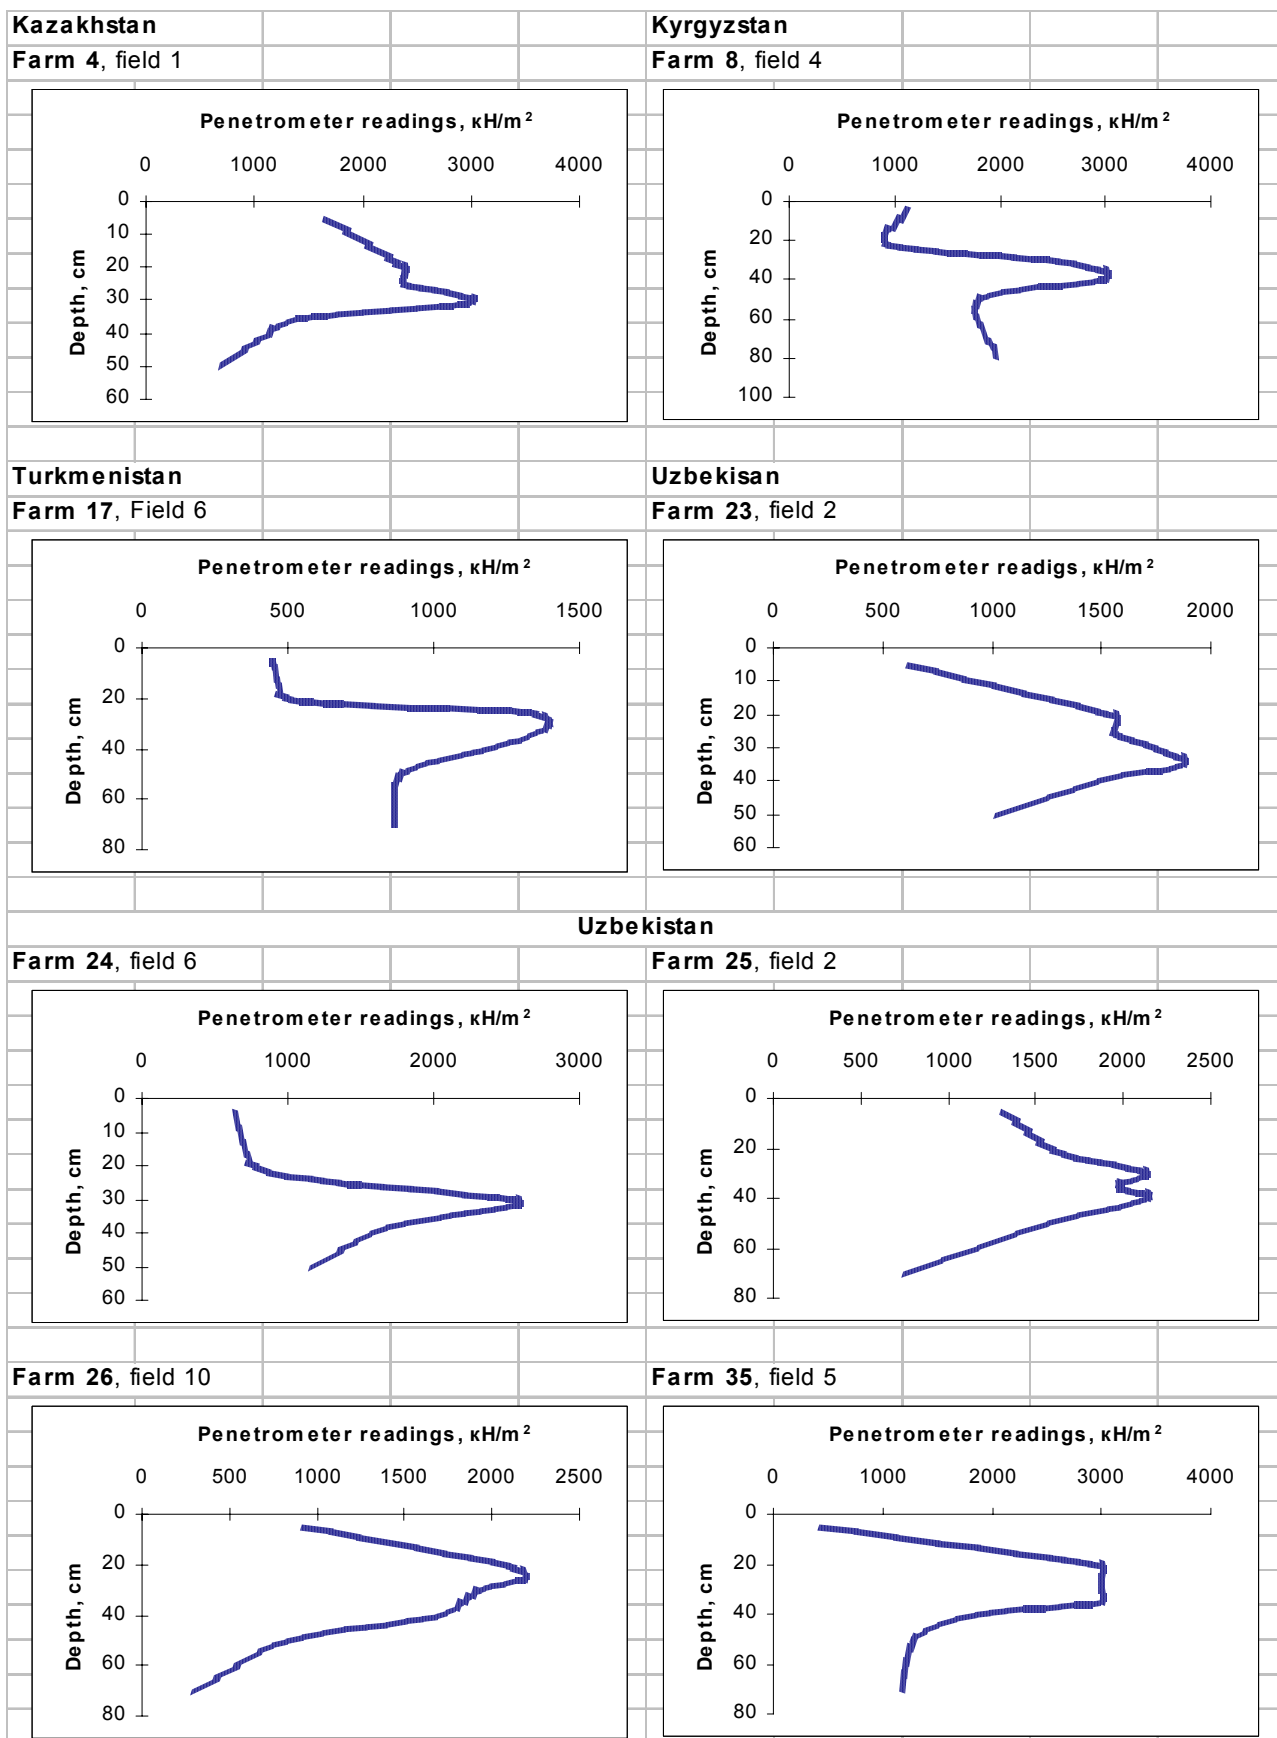 Kazakhstan
Farm 4, field 1
Penetrometer readings, кН/m²
0 1000 2000 3000 4000
Depth, cm
0
10
20
30
40
50
60
Kyrgyzstan
Farm 8, field 4
Penetrometer readings, кН/m²
0 1000 2000 3000 4000
Depth, cm
0
20
40
60
80
100
Turkmenistan
Farm 17, Field 6
Penetrometer readings, кН/m²
0 500 1000 1500
Depth, cm
0
20
40
60
80
Uzbekisan
Farm 23, field 2
Penetrometer readigs, кН/m²
0 500 1000 1500 2000
Depth, cm
0
10
20
30
40
50
60
Uzbekistan
Farm 24, field 6
Penetrometer readings, кН/m²
0 1000 2000 3000
Depth, cm
0
10
20
30
40
50
60
Farm 25, field 2
Penetrometer readings, кН/m²
0 500 1000 1500 2000 2500
Depth, cm
0
20
40
60
80
Farm 26, field 10
Penetrometer readings, кН/m²
0 500 1000 1500 2000 2500
Depth, cm
0
20
40
60
80
Farm 35, field 5
Penetrometer readings, кН/m²
0 1000 2000 3000 4000
Depth, cm
0
20
40
60
80